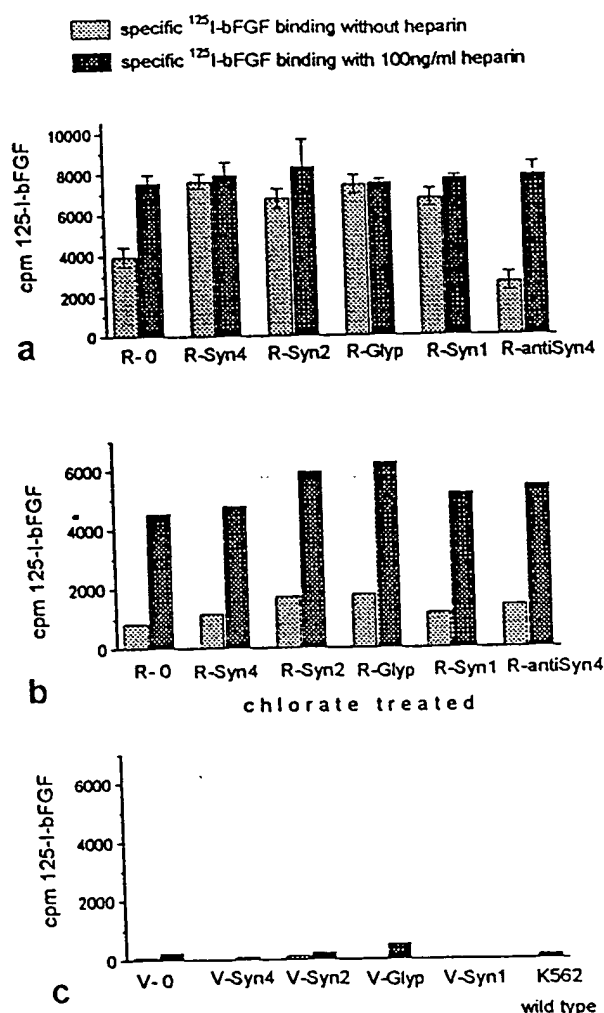 specific ¹²⁵I-bFGF binding without heparin
specific ¹²⁵I-bFGF binding with 100ng/ml heparin
cpm 125-I-bFGF
10000
8000
6000
4000
2000
0
a
R-0 R-Syn4 R-Syn2 R-Glyp R-Syn1 R-antiSyn4
cpm 125-I-bFGF
6000
4000
2000
0
b
R-0 R-Syn4 R-Syn2 R-Glyp R-Syn1 R-antiSyn4
chlorate treated
cpm 125-I-bFGF
6000
4000
2000
0
c
V-0 V-Syn4 V-Syn2 V-Glyp V-Syn1 K562
wild type